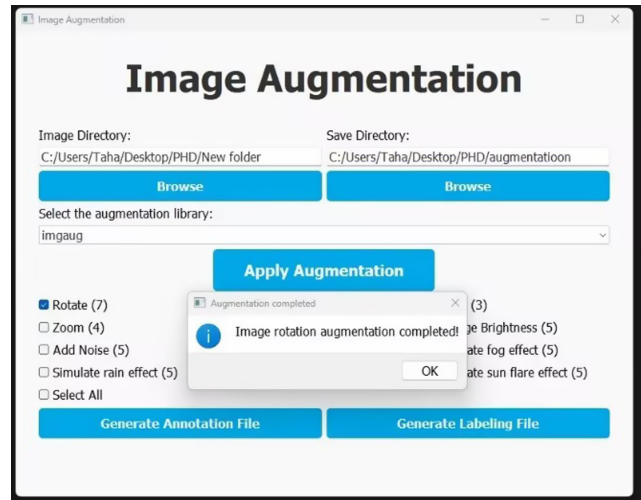 Image Augmentation
Image Augmentation
Image Directory: Save Directory:
C:/Users/Taha/Desktop/PHD/New folder C:/Users/Taha/Desktop/PHD/augmentatioon
Browse Browse
Select the augmentation library:
imgaug
Apply Augmentation
Augmentation completed
Rotate (7) (3)
Image rotation augmentation completed!
Zoom (4) Brightness (5)
Add Noise (5) fog effect (5)
OK
Simulate rain effect (5) sun flare effect (5)
Select All
Generate Annotation File Generate Labeling File